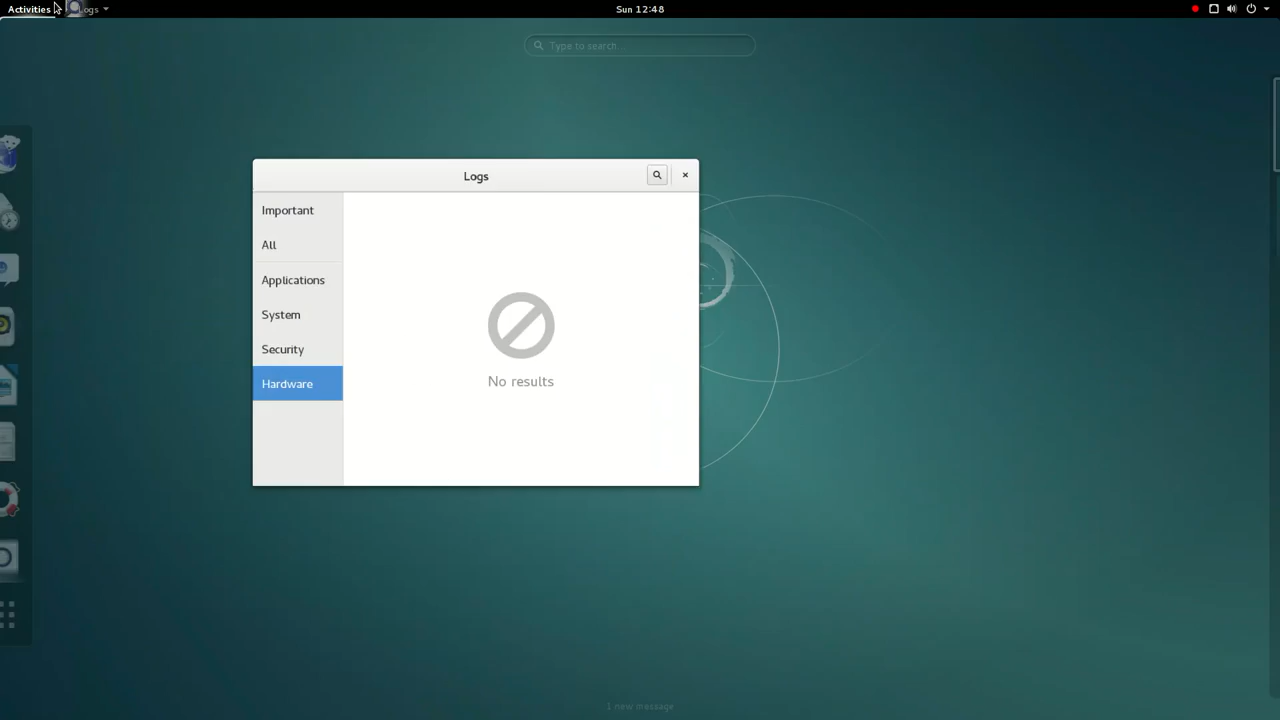 Activities
Logs
Sun 12:48
Type to search...
Logs
Important
All
Applications
System
Security
Hardware
No results
1 new message